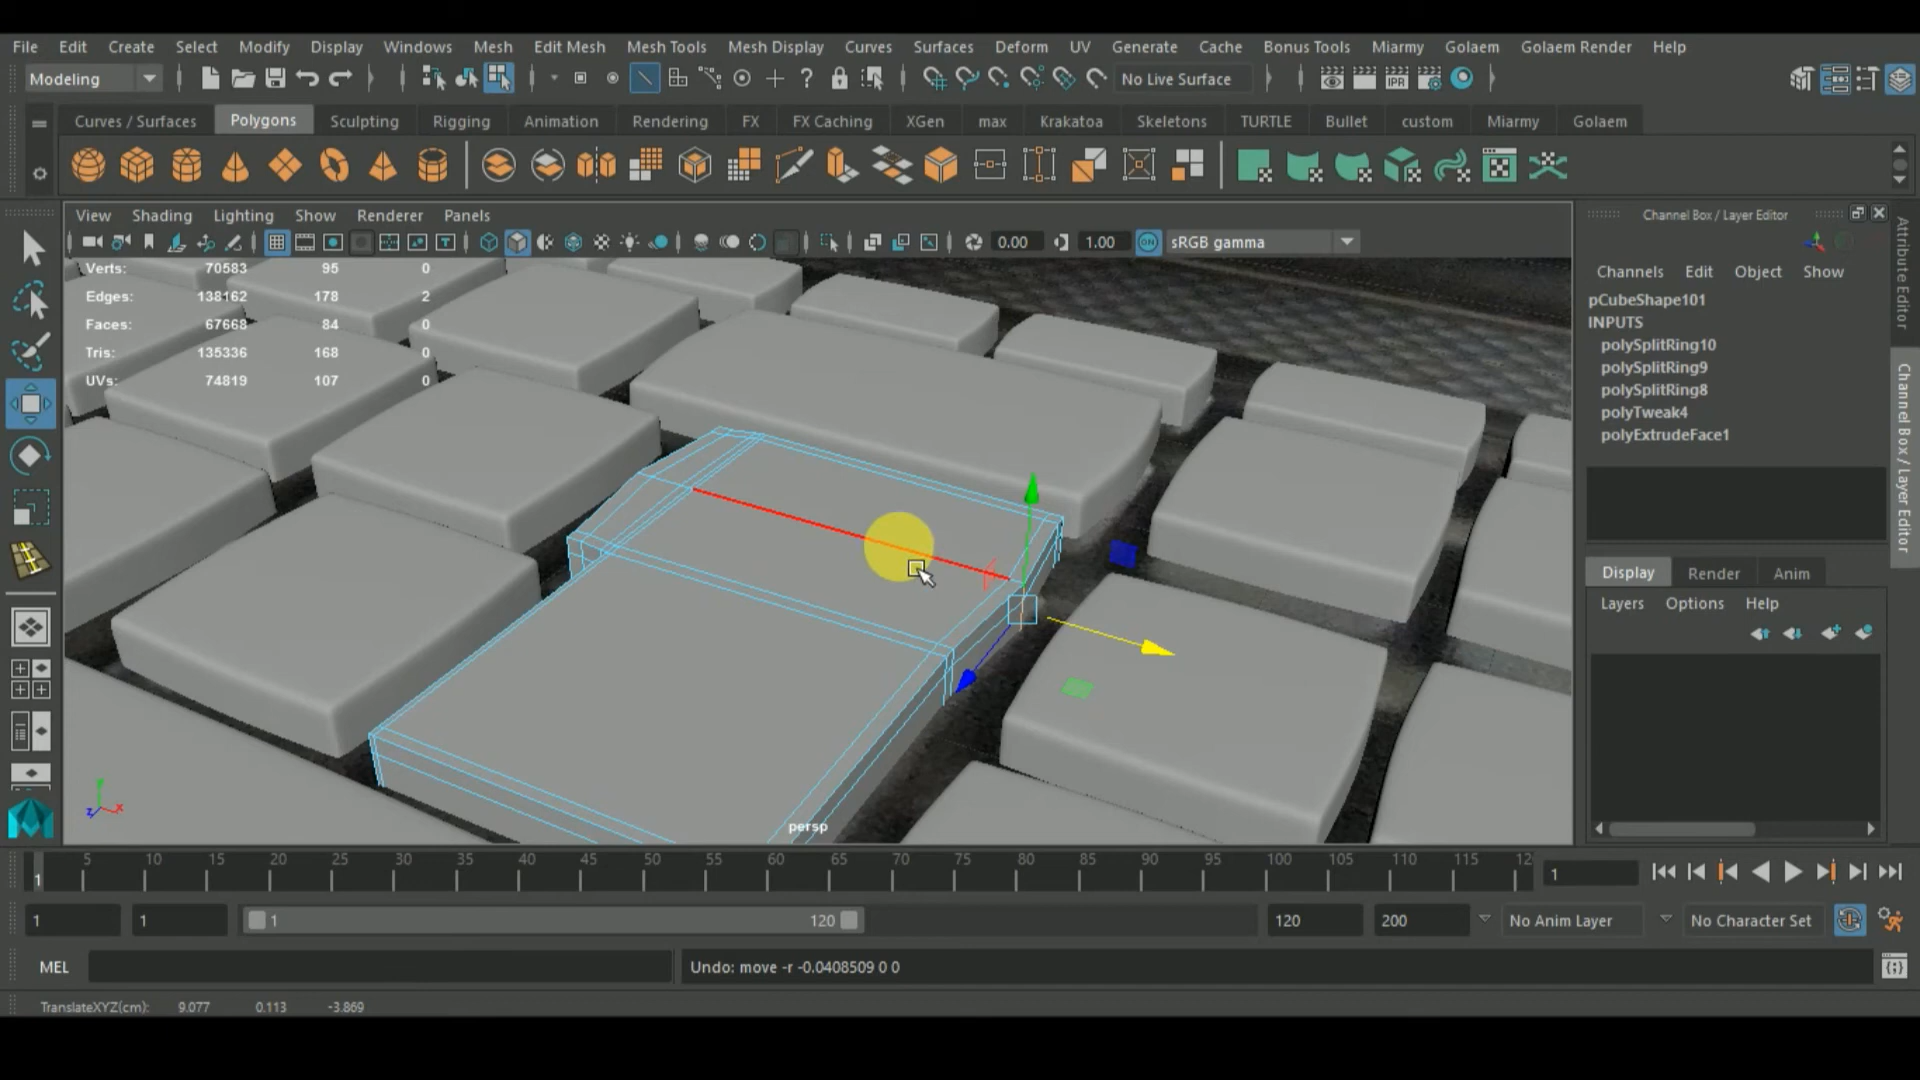 File Edit Create Select Modify Display Windows Mesh Edit Mesh Mesh Tools Mesh Display Curves Surfaces Deform UV Generate Cache Bonus Tools Miarmy Golaem Golaem Render Help
Modeling No Live Surface IPR
Curves / Surfaces Polygons Sculpting Rigging Animation Rendering FX FX Caching XGen max Krakatoa Skeletons TURTLE Bullet custom Miarmy Golaem
View Shading Lighting Show Renderer Panels
0.00 1.00 ON sRGB gamma
Verts: 70583 95 0
Edges: 138162 178 2
Faces: 67668 84 0
Tris: 135336 168 0
UVs: 74819 107 0
persp
y
z x
Channel Box / Layer Editor
Channels Edit Object Show
pCubeShape101
INPUTS
polySplitRing10
polySplitRing9
polySplitRing8
polyTweak4
polyExtrudeFace1
Display Render Anim
Layers Options Help
Attribute Editor
Channel Box / Layer Editor
5 10 15 20 25 30 35 40 45 50 55 60 65 70 75 80 85 90 95 100 105 110 115 12
1 1
1 1 1 120 120 200 No Anim Layer No Character Set
MEL Undo: move -r -0.0408509 0 0
TranslateXYZ(cm): 9.077 0.113 -3.869